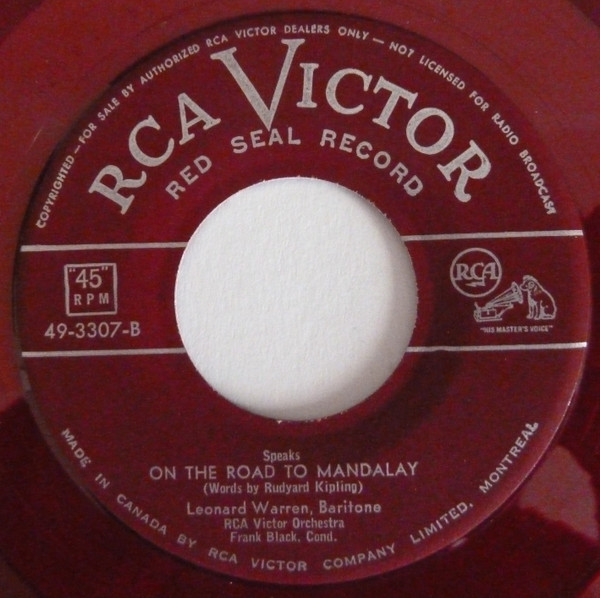 COPYRIGHTED — FOR SALE BY AUTHORIZED RCA VICTOR DEALERS ONLY — NOT LICENSED FOR RADIO BROADCAST
RCA VICTOR
RED SEAL RECORD
"45"
RPM
49-3307-B
RCA
"HIS MASTER'S VOICE"
Speaks
ON THE ROAD TO MANDALAY
(Words by Rudyard Kipling)
Leonard Warren, Baritone
RCA Victor Orchestra
Frank Black, Cond.
MADE IN CANADA BY RCA VICTOR COMPANY LIMITED, MONTREAL